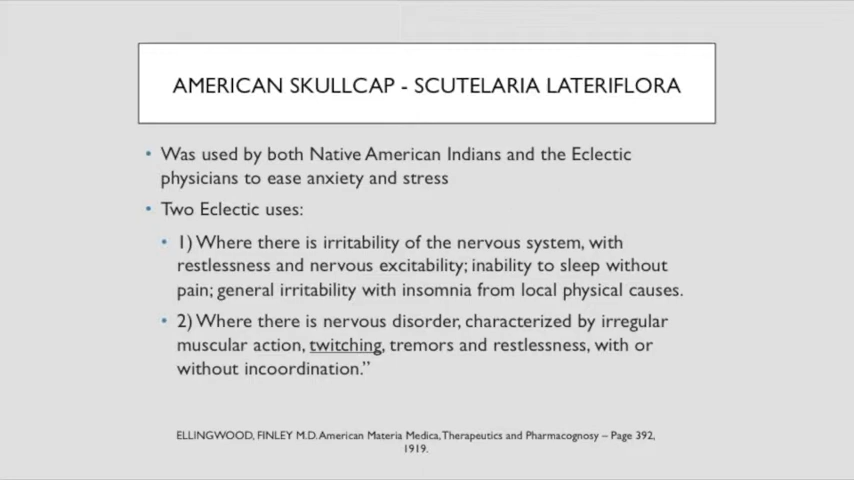 AMERICAN SKULLCAP - SCUTELARIA LATERIFLORA
• Was used by both Native American Indians and the Eclectic
physicians to ease anxiety and stress
• Two Eclectic uses:
• 1) Where there is irritability of the nervous system, with
restlessness and nervous excitability; inability to sleep without
pain; general irritability with insomnia from local physical causes.
• 2) Where there is nervous disorder, characterized by irregular
muscular action, twitching, tremors and restlessness, with or
without incoordination.”
ELLINGWOOD, FINLEY M.D. American Materia Medica, Therapeutics and Pharmacognosy – Page 392,
1919.